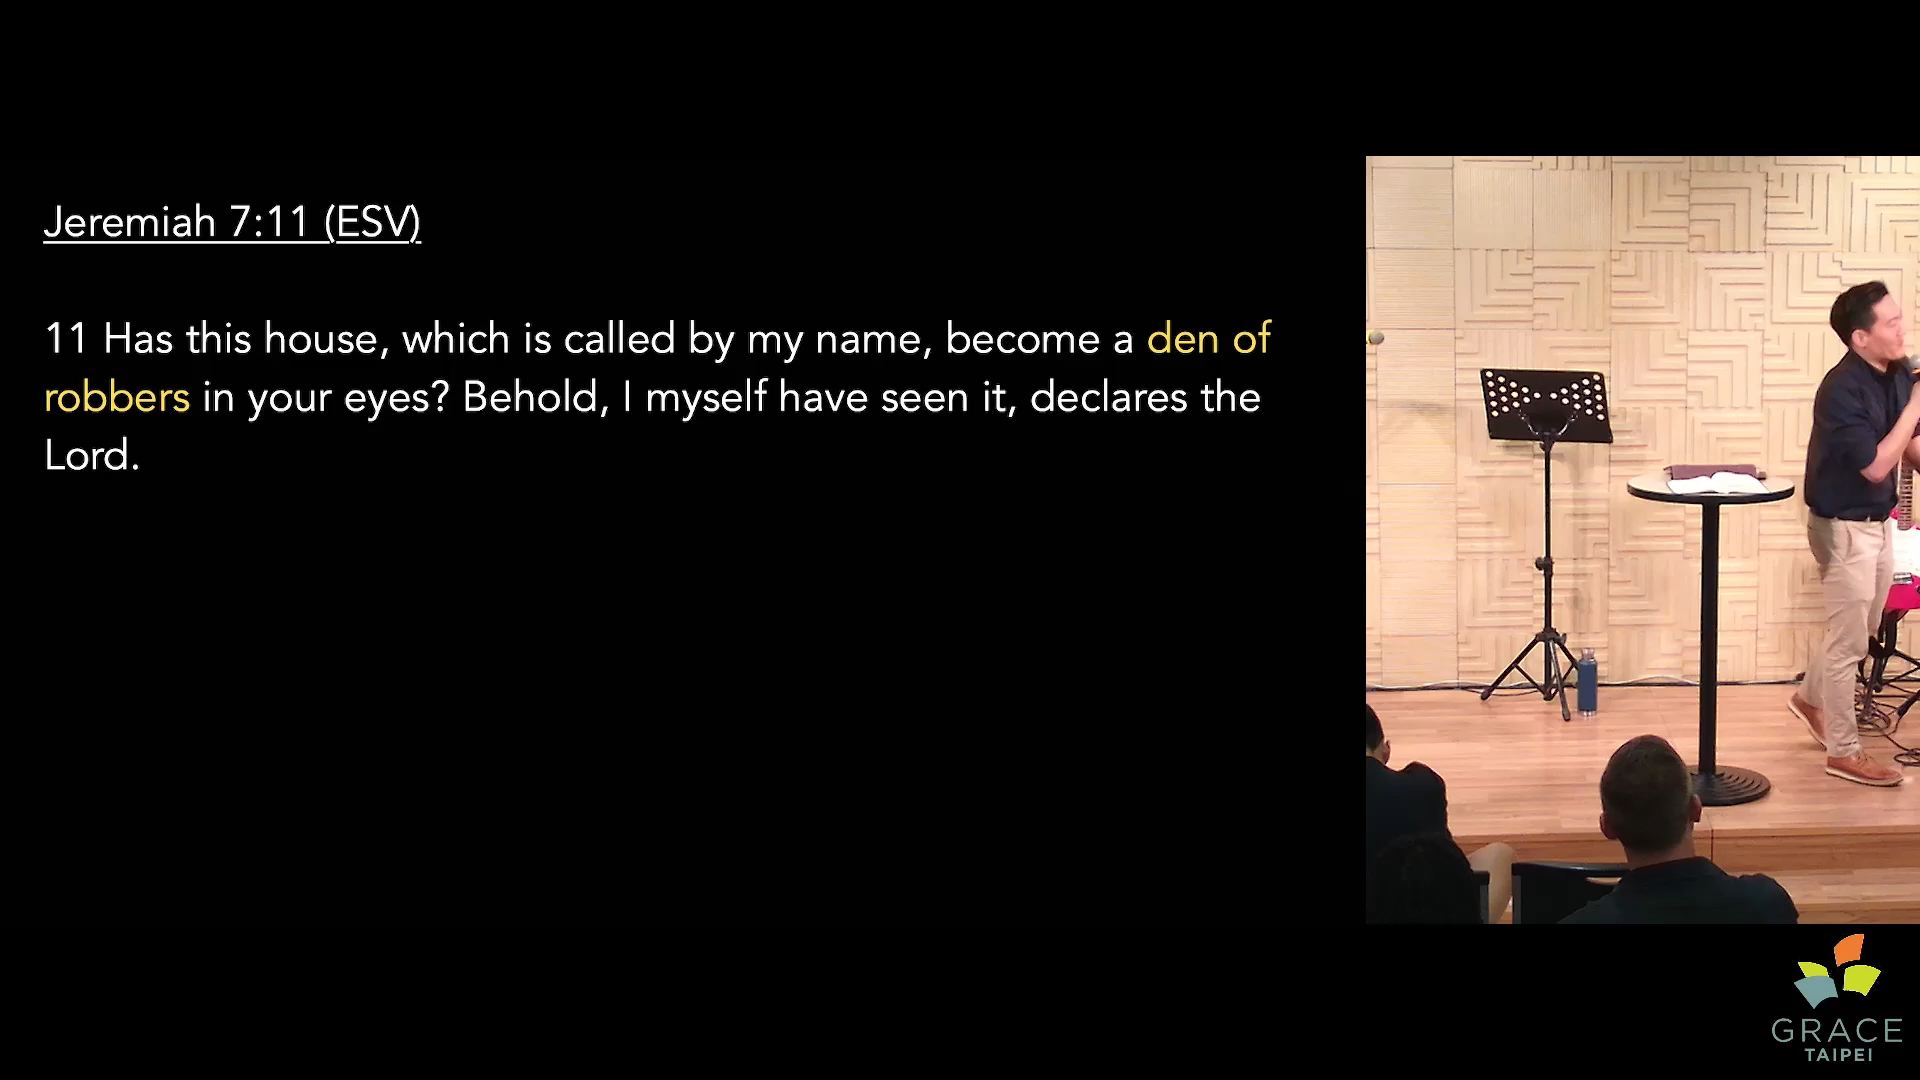 Jeremiah 7:11 (ESV)
11 Has this house, which is called by my name, become a den of
robbers in your eyes? Behold, I myself have seen it, declares the
Lord.
GRACE
TAIPEI